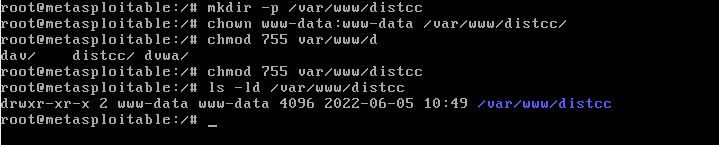 root@metasploitable:/# mkdir -p /var/www/distcc
root@metasploitable:/# chown www-data:www-data /var/www/distcc/
root@metasploitable:/# chmod 755 var/www/d
dav/    distcc/ dvwa/
root@metasploitable:/# chmod 755 var/www/distcc
root@metasploitable:/# ls -ld /var/www/distcc
drwxr-xr-x 2 www-data www-data 4096 2022-06-05 10:49 /var/www/distcc
root@metasploitable:/# _